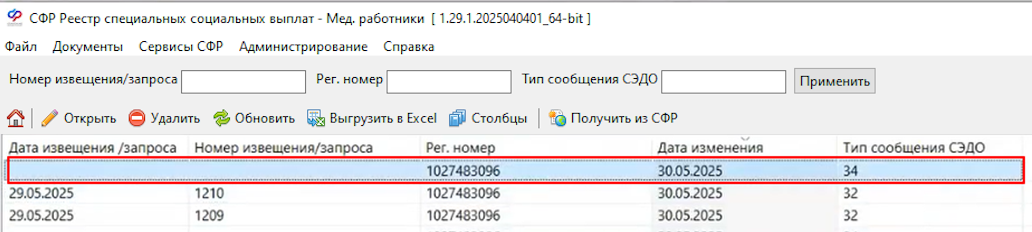 СФР Реестр специальных социальных выплат - Мед. работники [ 1.29.1.2025040401_64-bit ]
Файл Документы Сервисы СФР Администрирование Справка
Номер извещения/запроса Рег. номер Тип сообщения СЭДО Применить
Открыть Удалить Обновить Выгрузить в Excel Столбцы Получить из СФР
Дата извещения /запроса Номер извещения/запроса Рег. номер Дата изменения Тип сообщения СЭДО
1027483096 30.05.2025 34
29.05.2025 1210 1027483096 30.05.2025 32
29.05.2025 1209 1027483096 30.05.2025 32